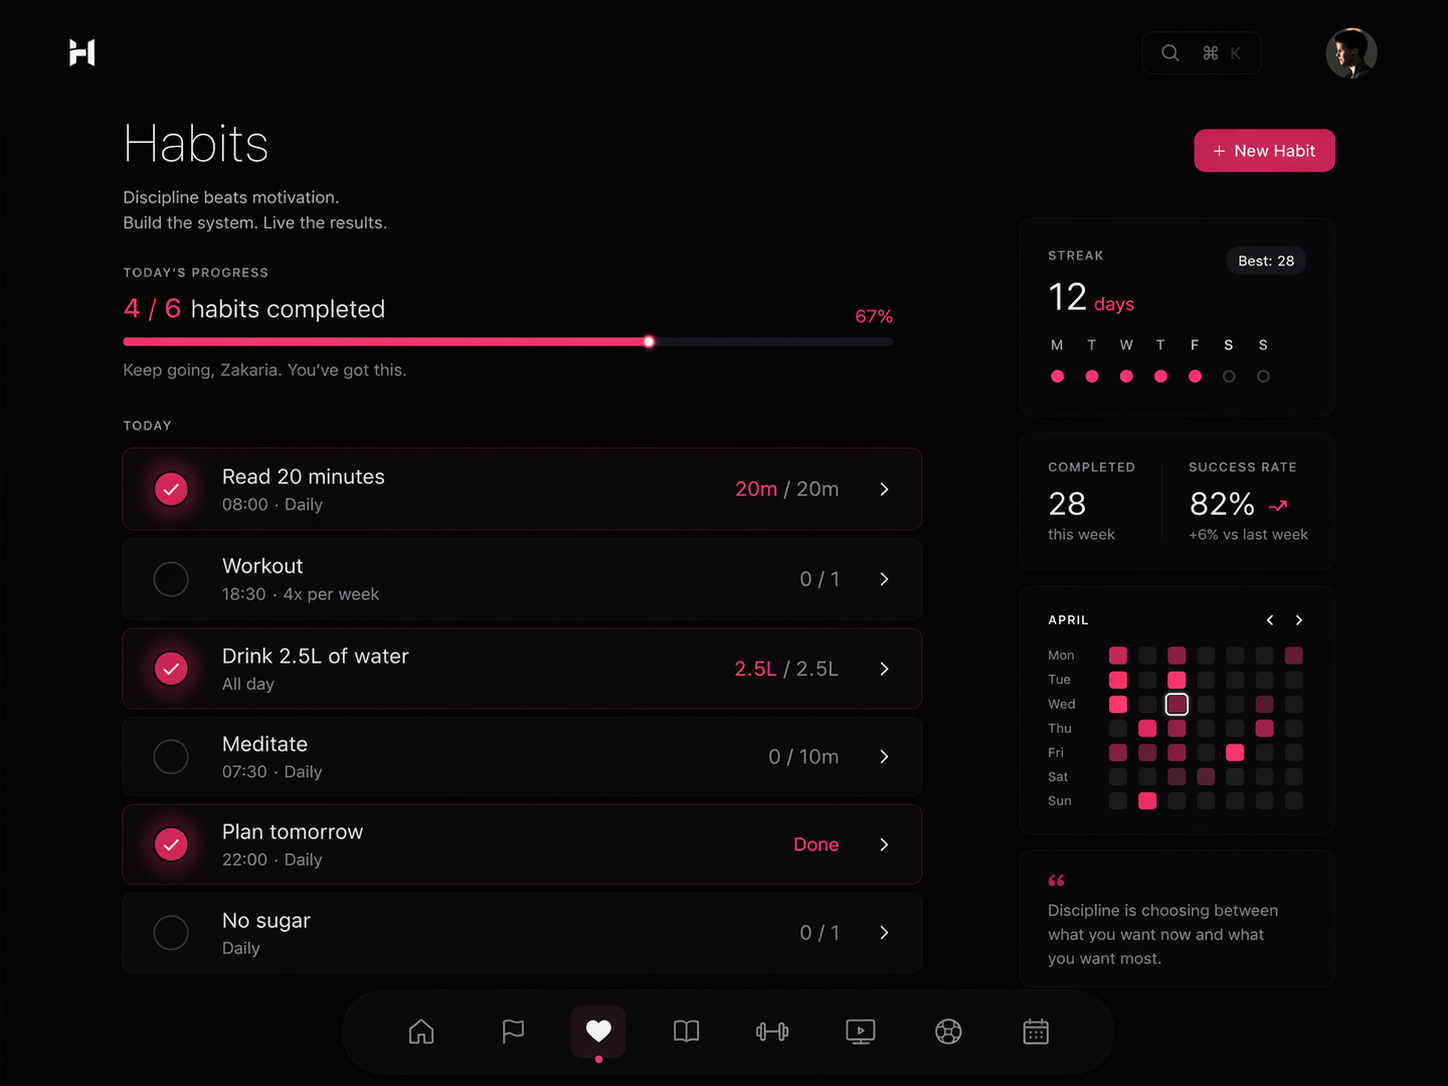 H
⌘ K
Habits
+ New Habit
Discipline beats motivation.
Build the system. Live the results.
TODAY'S PROGRESS
4 / 6 habits completed
67%
Keep going, Zakaria. You've got this.
TODAY
Read 20 minutes
08:00 · Daily
20m / 20m
Workout
18:30 · 4x per week
0 / 1
Drink 2.5L of water
All day
2.5L / 2.5L
Meditate
07:30 · Daily
0 / 10m
Plan tomorrow
22:00 · Daily
Done
No sugar
Daily
0 / 1
STREAK
Best: 28
12 days
M T W T F S S
COMPLETED
28
this week
SUCCESS RATE
82%
+6% vs last week
APRIL
Mon
Tue
Wed
Thu
Fri
Sat
Sun
“
Discipline is choosing between
what you want now and what
you want most.